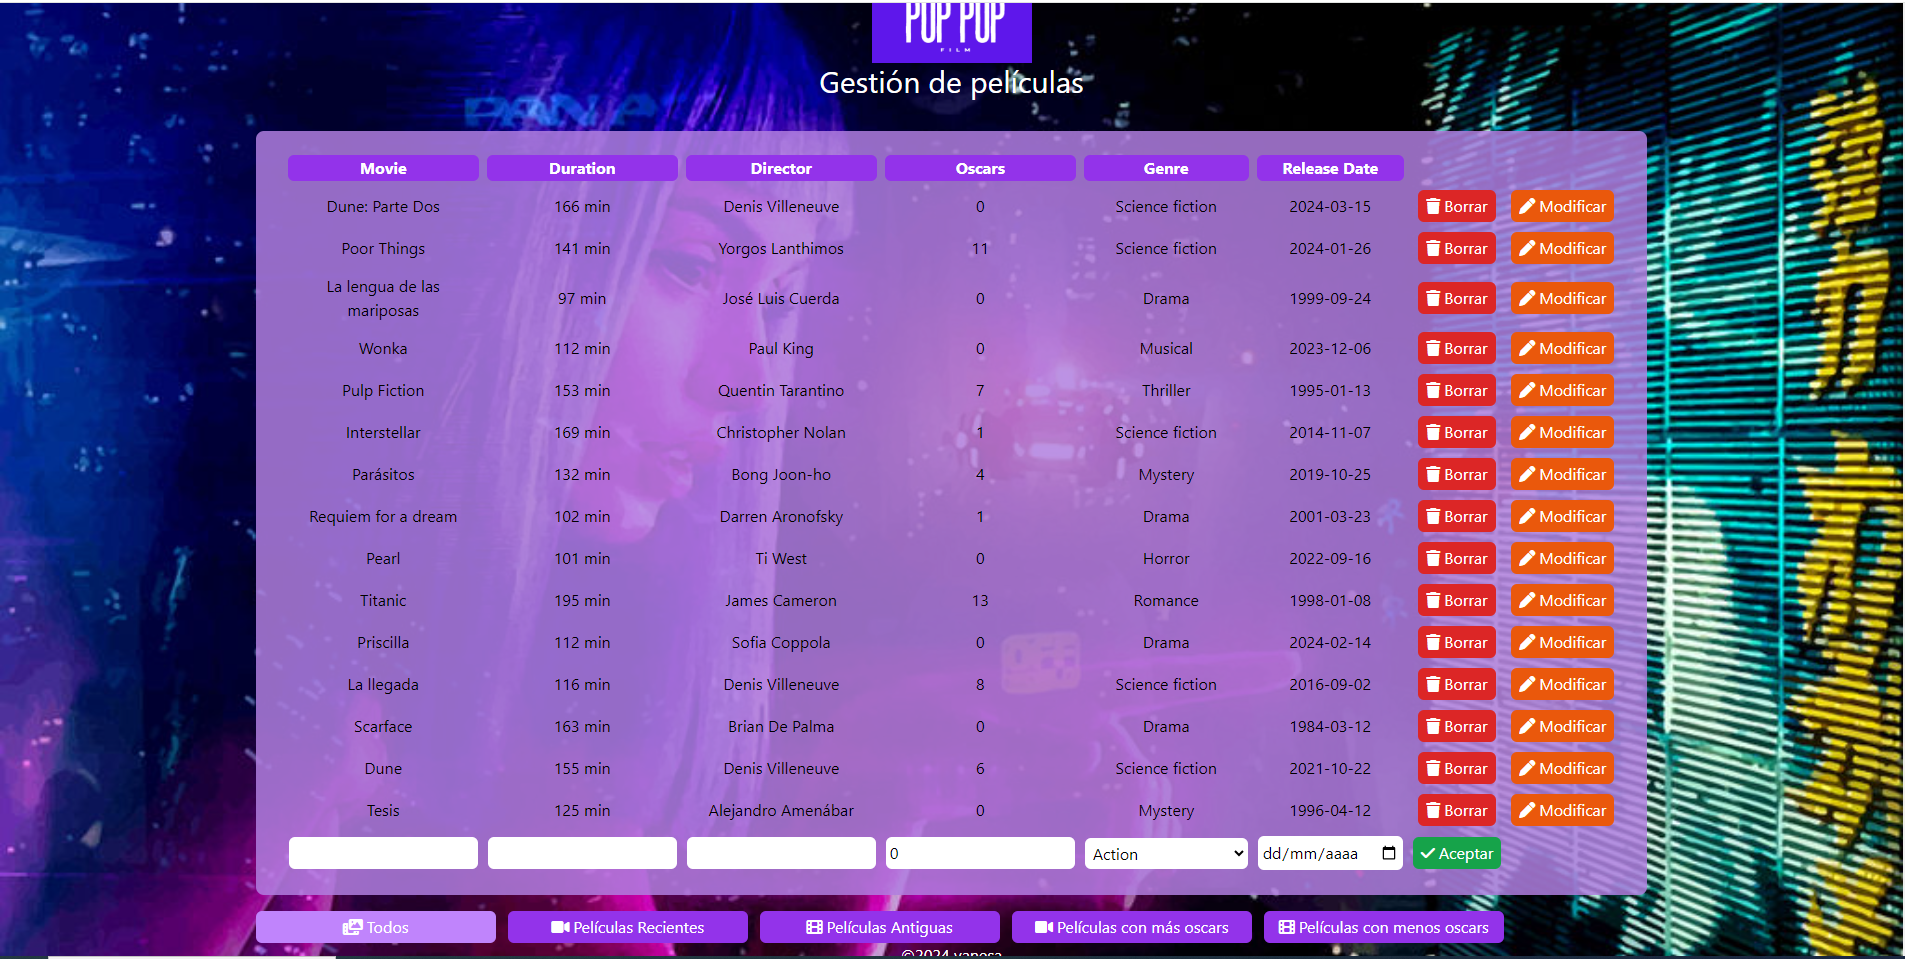 POP POP
FILM
Gestión de películas
PAN A
Movie Duration Director Oscars Genre Release Date
Dune: Parte Dos 166 min Denis Villeneuve 0 Science fiction 2024-03-15 Borrar Modificar
Poor Things 141 min Yorgos Lanthimos 11 Science fiction 2024-01-26 Borrar Modificar
La lengua de las
mariposas 97 min José Luis Cuerda 0 Drama 1999-09-24 Borrar Modificar
Wonka 112 min Paul King 0 Musical 2023-12-06 Borrar Modificar
Pulp Fiction 153 min Quentin Tarantino 7 Thriller 1995-01-13 Borrar Modificar
Interstellar 169 min Christopher Nolan 1 Science fiction 2014-11-07 Borrar Modificar
Parásitos 132 min Bong Joon-ho 4 Mystery 2019-10-25 Borrar Modificar
Requiem for a dream 102 min Darren Aronofsky 1 Drama 2001-03-23 Borrar Modificar
Pearl 101 min Ti West 0 Horror 2022-09-16 Borrar Modificar
Titanic 195 min James Cameron 13 Romance 1998-01-08 Borrar Modificar
Priscilla 112 min Sofia Coppola 0 Drama 2024-02-14 Borrar Modificar
La llegada 116 min Denis Villeneuve 8 Science fiction 2016-09-02 Borrar Modificar
Scarface 163 min Brian De Palma 0 Drama 1984-03-12 Borrar Modificar
Dune 155 min Denis Villeneuve 6 Science fiction 2021-10-22 Borrar Modificar
Tesis 125 min Alejandro Amenábar 0 Mystery 1996-04-12 Borrar Modificar
0 Action dd/mm/aaaa Aceptar
Todos Películas Recientes Películas Antiguas Películas con más oscars Películas con menos oscars
©2024 vanesa